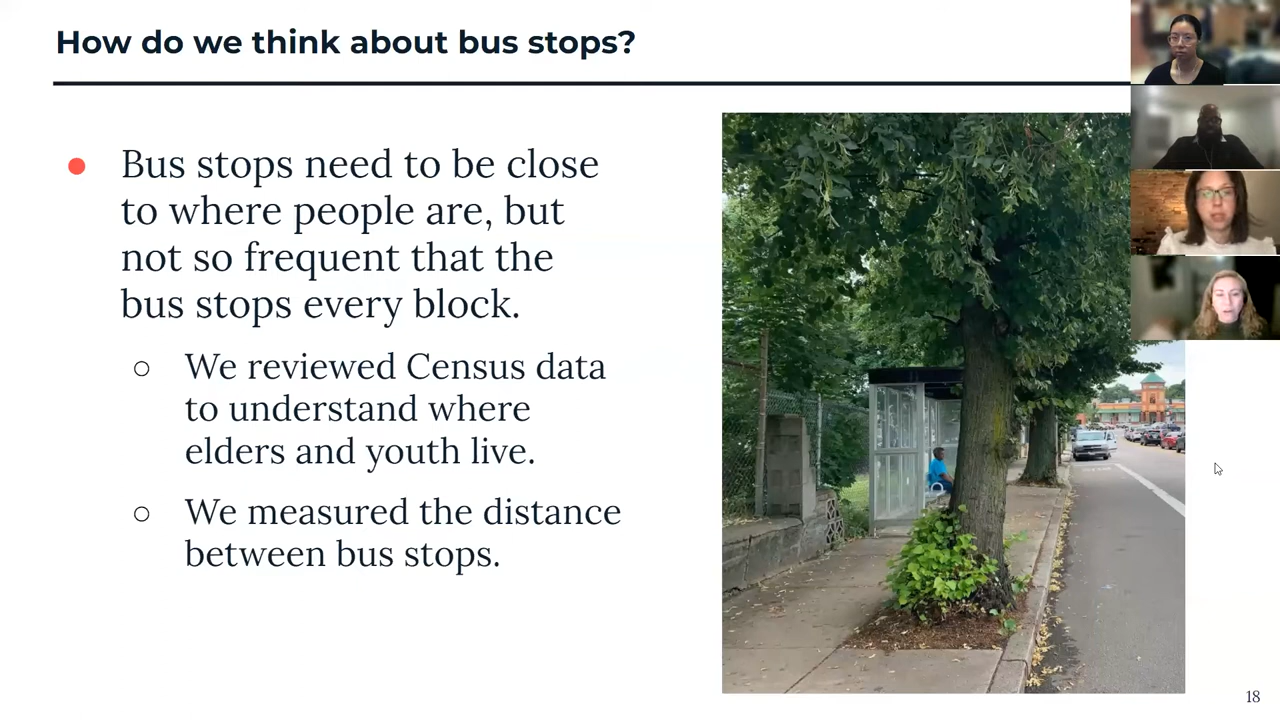 How do we think about bus stops?
● Bus stops need to be close
to where people are, but
not so frequent that the
bus stops every block.
○ We reviewed Census data
to understand where
elders and youth live.
○ We measured the distance
between bus stops.
18